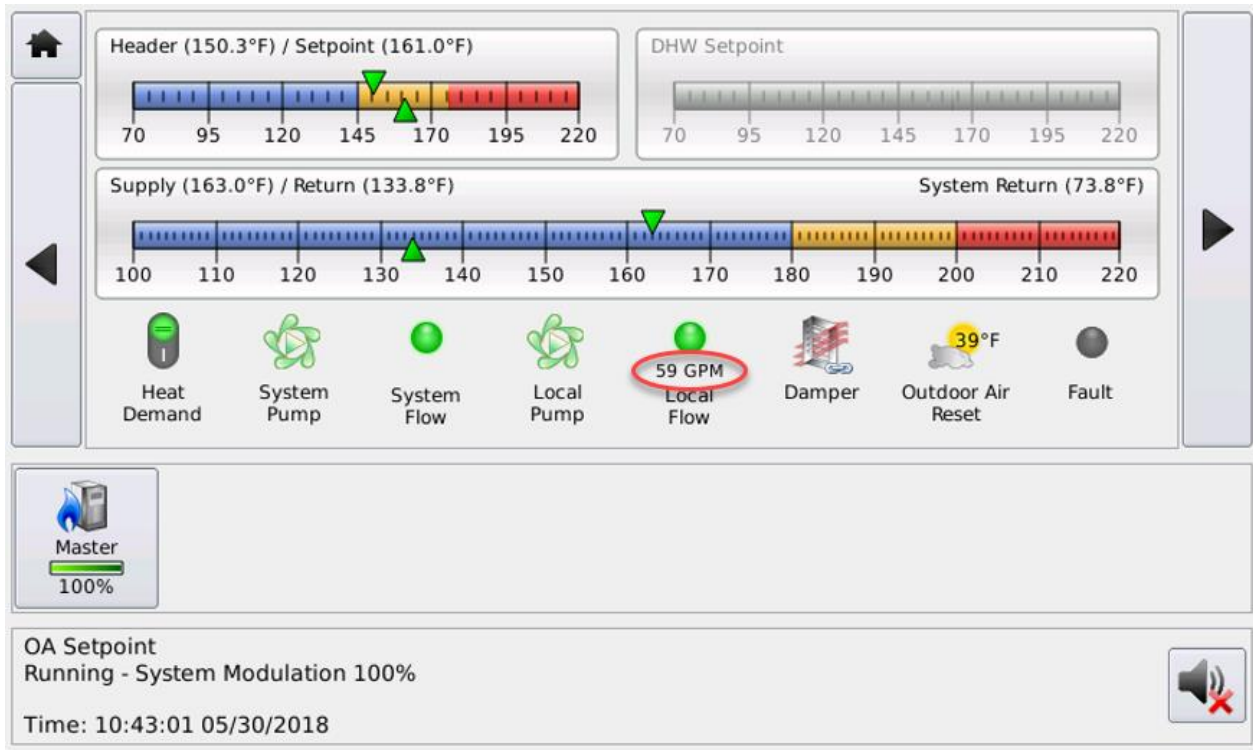 Header (150.3°F) / Setpoint (161.0°F)
70 95 120 145 170 195 220
DHW Setpoint
70 95 120 145 170 195 220
Supply (163.0°F) / Return (133.8°F)
System Return (73.8°F)
100 110 120 130 140 150 160 170 180 190 200 210 220
Heat
Demand
System
Pump
System
Flow
Local
Pump
59 GPM
Local
Flow
Damper
39°F
Outdoor Air
Reset
Fault
Master
100%
OA Setpoint
Running - System Modulation 100%
Time: 10:43:01 05/30/2018